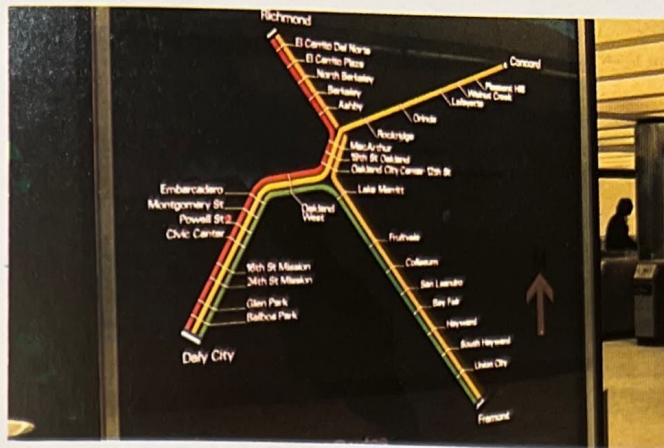 Richmond
El Cerrito Del Norte
El Cerrito Plaza
North Berkeley
Berkeley
Ashby
Concord
Pleasant Hill
Walnut Creek
Lafayette
Orinda
Rockridge
MacArthur
19th St Oakland
Oakland City Center 12th St
Lake Merritt
Oakland
West
Embarcadero
Montgomery St
Powell St
Civic Center
16th St Mission
24th St Mission
Glen Park
Balboa Park
Daly City
Fruitvale
Coliseum
San Leandro
Bay Fair
Hayward
South Hayward
Union City
Fremont